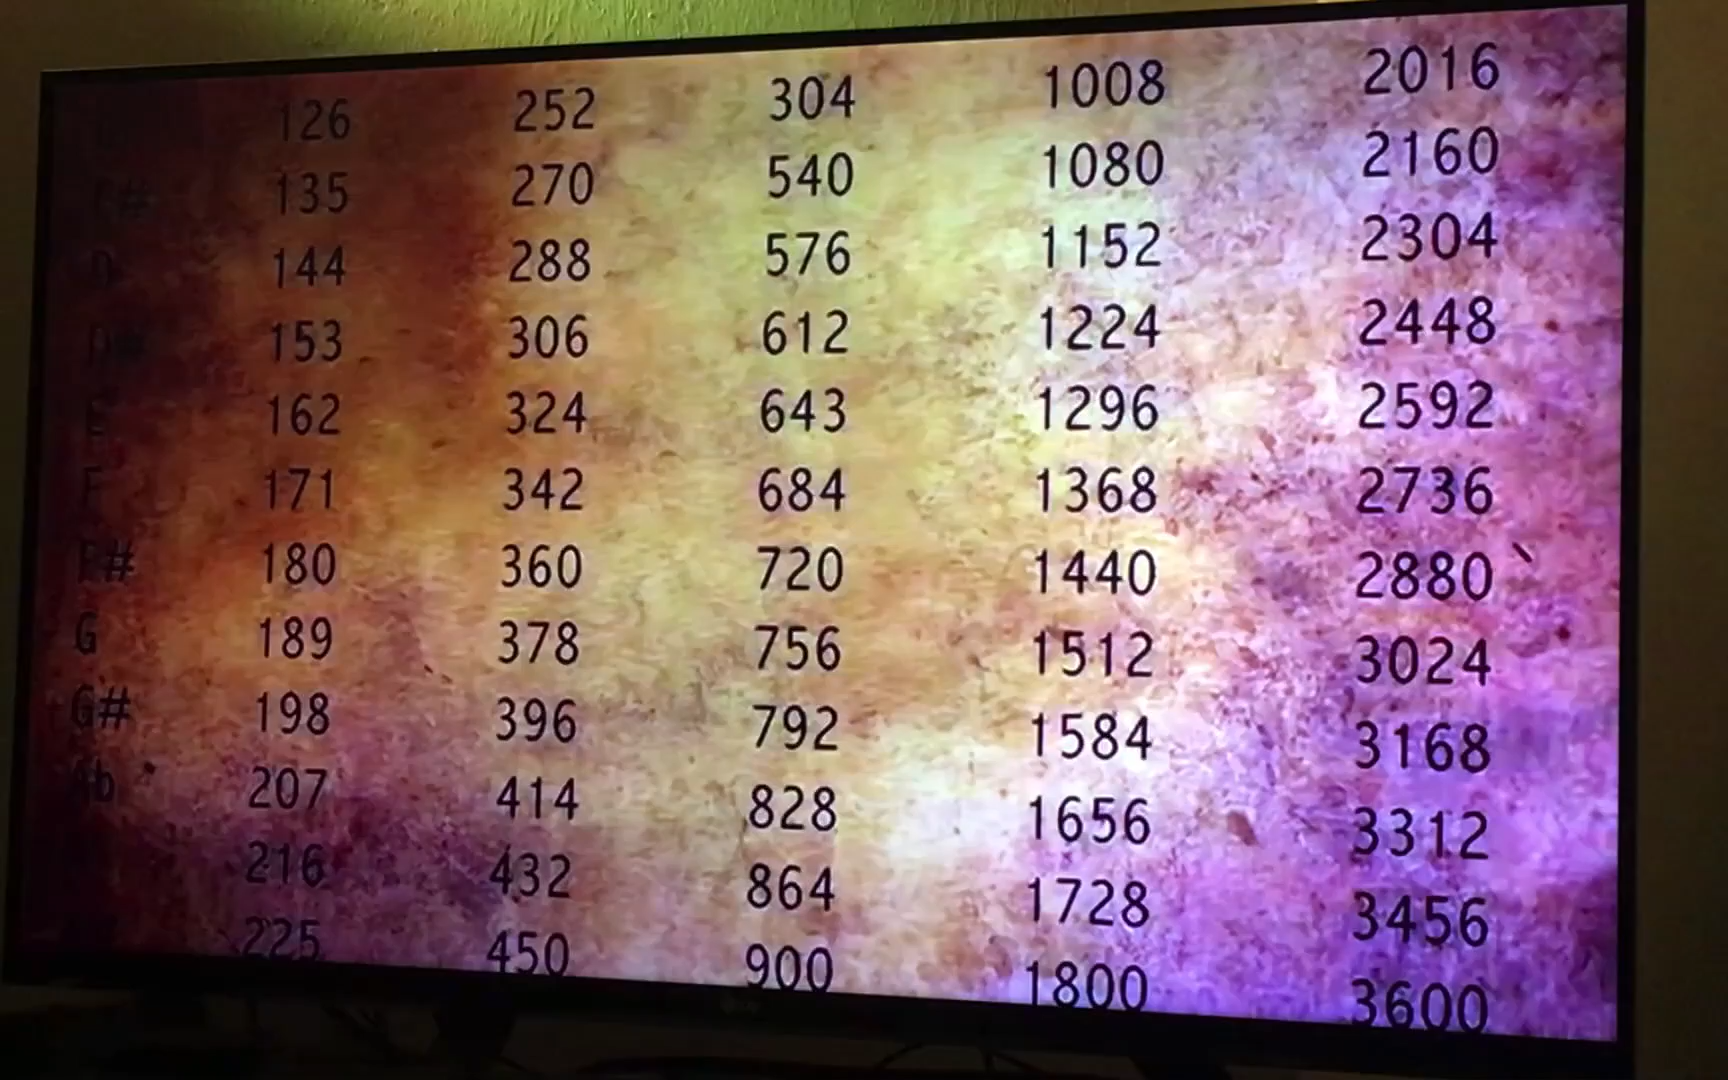 126 252 304 1008 2016
C# 135 270 540 1080 2160
D 144 288 576 1152 2304
D# 153 306 612 1224 2448
E 162 324 643 1296 2592
F 171 342 684 1368 2736
F# 180 360 720 1440 2880
G 189 378 756 1512 3024
G# 198 396 792 1584 3168
Ab 207 414 828 1656 3312
216 432 864 1728 3456
225 450 900 1800 3600